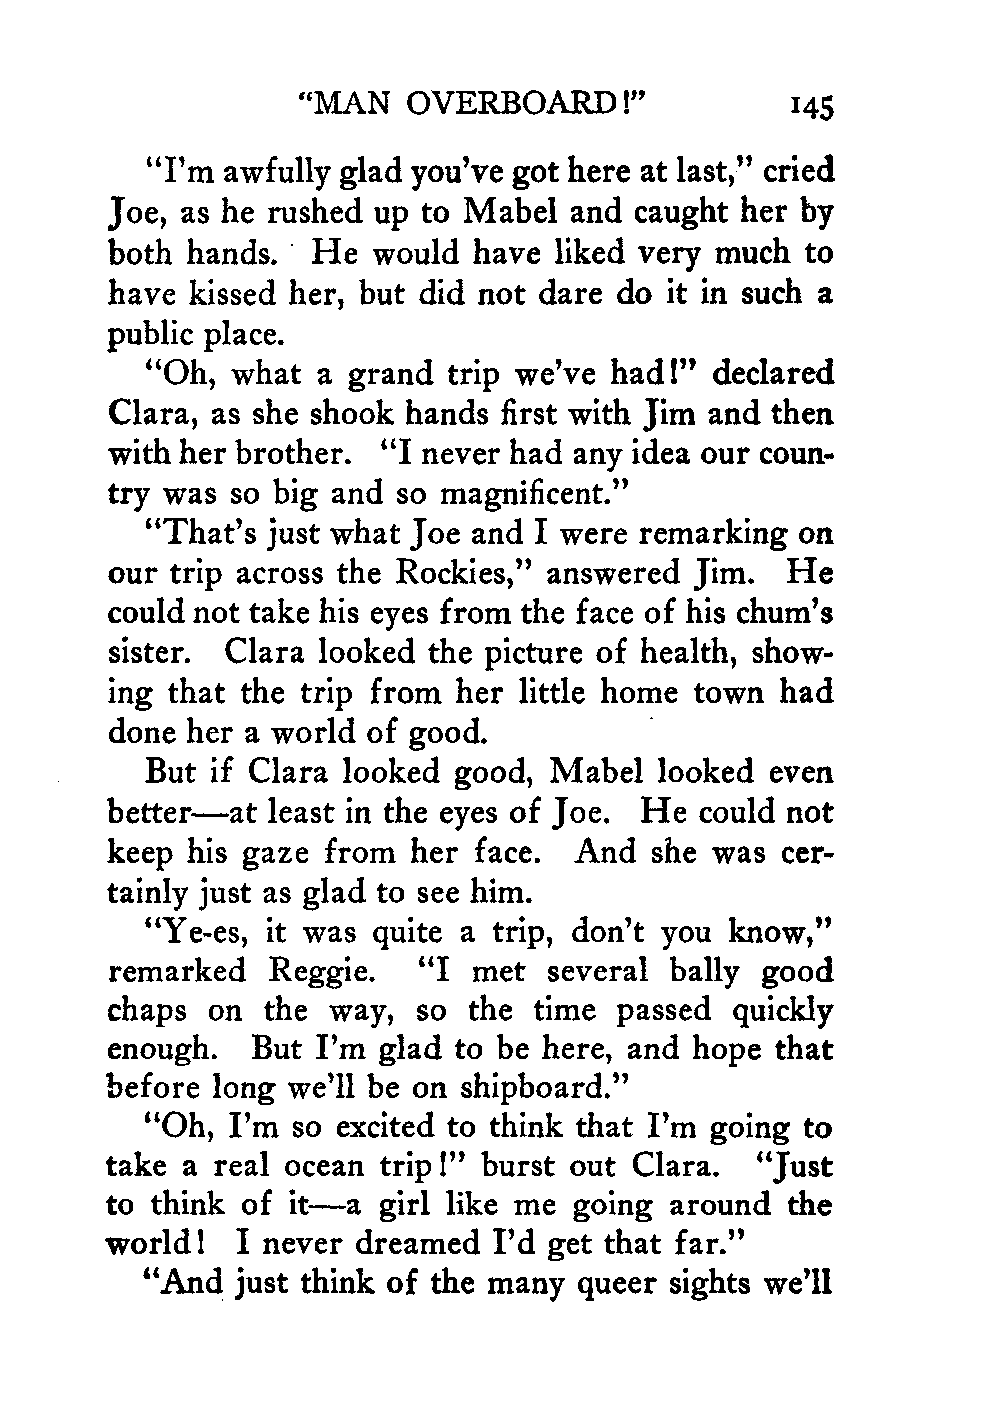 "MAN OVERBOARD!" 145
"I'm awfully glad you've got here at last," cried
Joe, as he rushed up to Mabel and caught her by
both hands. He would have liked very much to
have kissed her, but did not dare do it in such a
public place.
"Oh, what a grand trip we've had!" declared
Clara, as she shook hands first with Jim and then
with her brother. "I never had any idea our coun-
try was so big and so magnificent."
"That's just what Joe and I were remarking on
our trip across the Rockies," answered Jim. He
could not take his eyes from the face of his chum's
sister. Clara looked the picture of health, show-
ing that the trip from her little home town had
done her a world of good.
But if Clara looked good, Mabel looked even
better—at least in the eyes of Joe. He could not
keep his gaze from her face. And she was cer-
tainly just as glad to see him.
"Ye-es, it was quite a trip, don't you know,"
remarked Reggie. "I met several bally good
chaps on the way, so the time passed quickly
enough. But I'm glad to be here, and hope that
before long we'll be on shipboard."
"Oh, I'm so excited to think that I'm going to
take a real ocean trip!" burst out Clara. "Just
to think of it—a girl like me going around the
world! I never dreamed I'd get that far."
"And just think of the many queer sights we'll